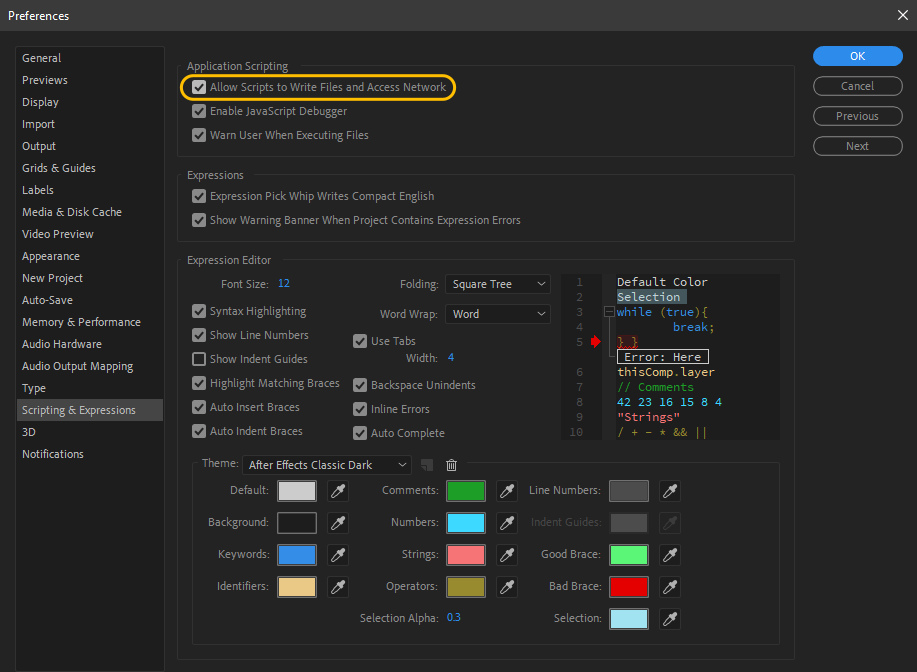 Preferences
General
Previews
Display
Import
Output
Grids & Guides
Labels
Media & Disk Cache
Video Preview
Appearance
New Project
Auto-Save
Memory & Performance
Audio Hardware
Audio Output Mapping
Type
Scripting & Expressions
3D
Notifications
Application Scripting
Allow Scripts to Write Files and Access Network
Enable JavaScript Debugger
Warn User When Executing Files
Expressions
Expression Pick Whip Writes Compact English
Show Warning Banner When Project Contains Expression Errors
Expression Editor
Font Size: 12
Folding: Square Tree
Syntax Highlighting
Word Wrap: Word
Show Line Numbers
Use Tabs
Show Indent Guides
Width: 4
Highlight Matching Braces
Backspace Unindents
Auto Insert Braces
Inline Errors
Auto Indent Braces
Auto Complete
1 Default Color
2 Selection
3 while (true){
4 break;
5 } }
Error: Here
6 thisComp.layer
7 // Comments
8 42 23 16 15 8 4
9 "Strings"
10 / + - * && ||
Theme: After Effects Classic Dark
Default: Comments: Line Numbers:
Background: Numbers: Indent Guides:
Keywords: Strings: Good Brace:
Identifiers: Operators: Bad Brace:
Selection Alpha: 0.3 Selection:
OK
Cancel
Previous
Next